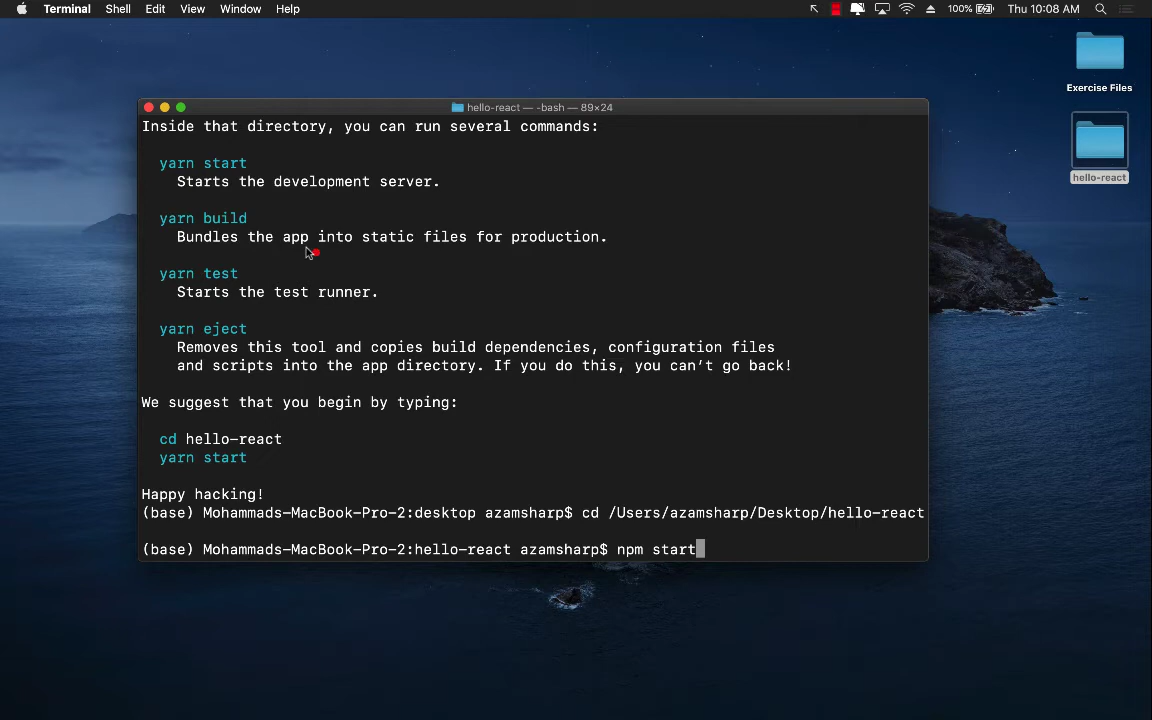 Terminal Shell Edit View Window Help 100% Thu 10:08 AM
Exercise Files
hello-react
hello-react — -bash — 89×24
Inside that directory, you can run several commands:
yarn start
Starts the development server.
yarn build
Bundles the app into static files for production.
yarn test
Starts the test runner.
yarn eject
Removes this tool and copies build dependencies, configuration files
and scripts into the app directory. If you do this, you can’t go back!
We suggest that you begin by typing:
cd hello-react
yarn start
Happy hacking!
(base) Mohammads-MacBook-Pro-2:desktop azamsharp$ cd /Users/azamsharp/Desktop/hello-react
(base) Mohammads-MacBook-Pro-2:hello-react azamsharp$ npm start